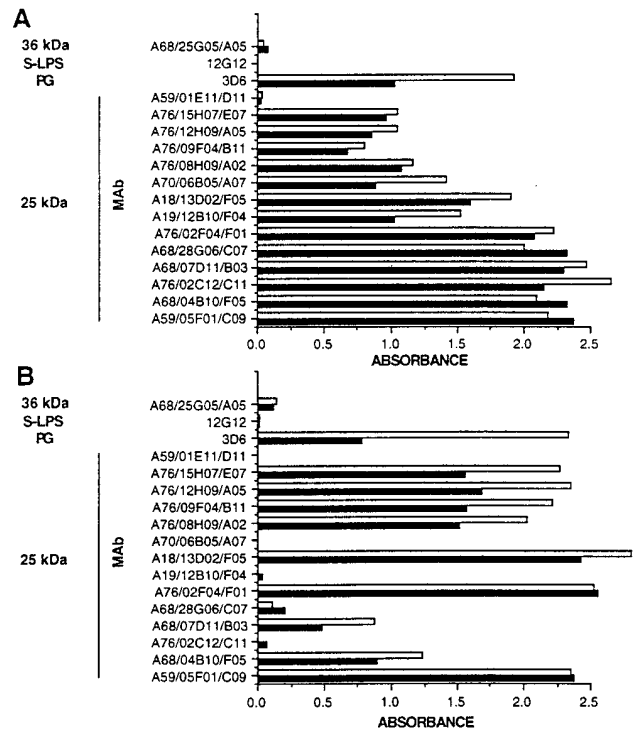 A
36 kDa A68/25G05/A05
S-LPS 12G12
PG 3D6
A59/01E11/D11
A76/15H07/E07
A76/12H09/A05
A76/09F04/B11
A76/08H09/A02
A70/06B05/A07
25 kDa MAb A18/13D02/F05
A19/12B10/F04
A76/02F04/F01
A68/28G06/C07
A68/07D11/B03
A76/02C12/C11
A68/04B10/F05
A59/05F01/C09
0.0 0.5 1.0 1.5 2.0 2.5
ABSORBANCE
B
36 kDa A68/25G05/A05
S-LPS 12G12
PG 3D6
A59/01E11/D11
A76/15H07/E07
A76/12H09/A05
A76/09F04/B11
A76/08H09/A02
A70/06B05/A07
25 kDa MAb A18/13D02/F05
A19/12B10/F04
A76/02F04/F01
A68/28G06/C07
A68/07D11/B03
A76/02C12/C11
A68/04B10/F05
A59/05F01/C09
0.0 0.5 1.0 1.5 2.0 2.5
ABSORBANCE